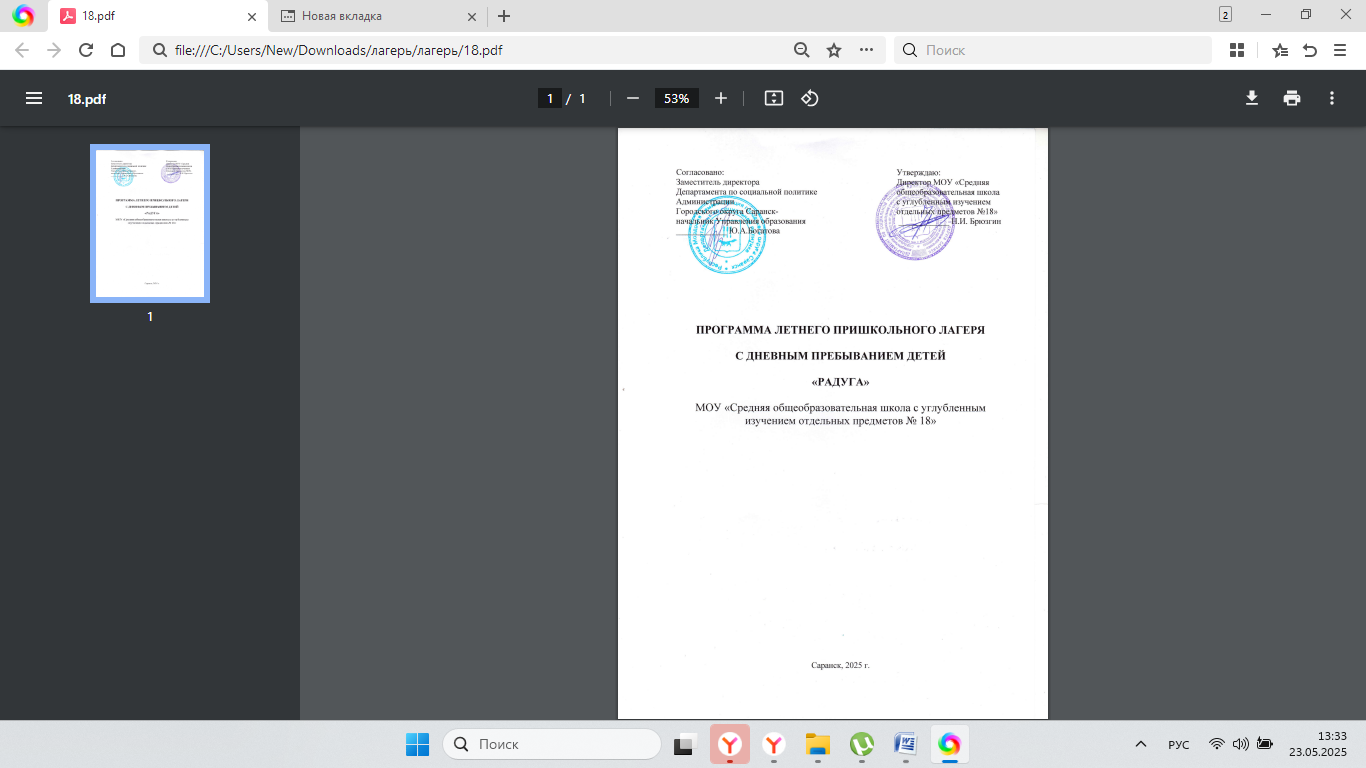 18.pdf
Новая вкладка
2
file:///C:/Users/New/Downloads/лагерь/лагерь/18.pdf
Поиск
18.pdf
1 / 1
53%
1
Согласовано:
Заместитель директора
Департамента по социальной политике
Администрации
Городского округа Саранск-
начальник Управления образования
Ю.А.Богатова
Утверждаю:
Директор МОУ «Средняя
общеобразовательная школа
с углубленным изучением
отдельных предметов №18»
П.И. Брюзгин
ПРОГРАММА ЛЕТНЕГО ПРИШКОЛЬНОГО ЛАГЕРЯ
С ДНЕВНЫМ ПРЕБЫВАНИЕМ ДЕТЕЙ
«РАДУГА»
МОУ «Средняя общеобразовательная школа с углубленным
изучением отдельных предметов № 18»
Саранск, 2025 г.
Поиск
РУС
13:33
23.05.2025